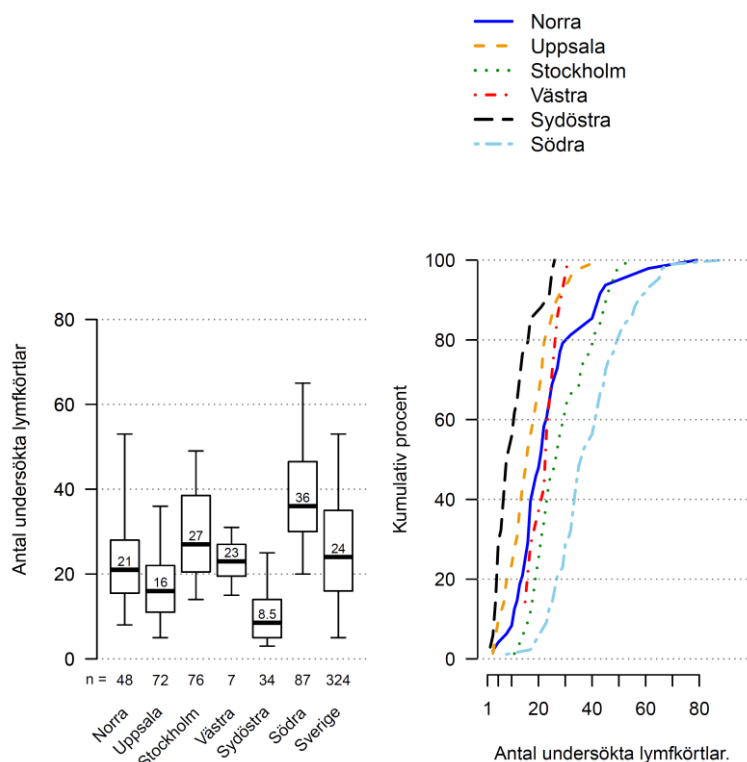 Norra
Uppsala
Stockholm
Västra
Sydöstra
Södra
Antal undersökta lymfkörtlar
80
60
40
20
0
21
16
27
23
8.5
36
24
n = 48 72 76 7 34 87 324
Norra Uppsala Stockholm Västra Sydöstra Södra Sverige
Kumulativ procent
100
80
60
40
20
0
1 20 40 60 80
Antal undersökta lymfkörtlar.